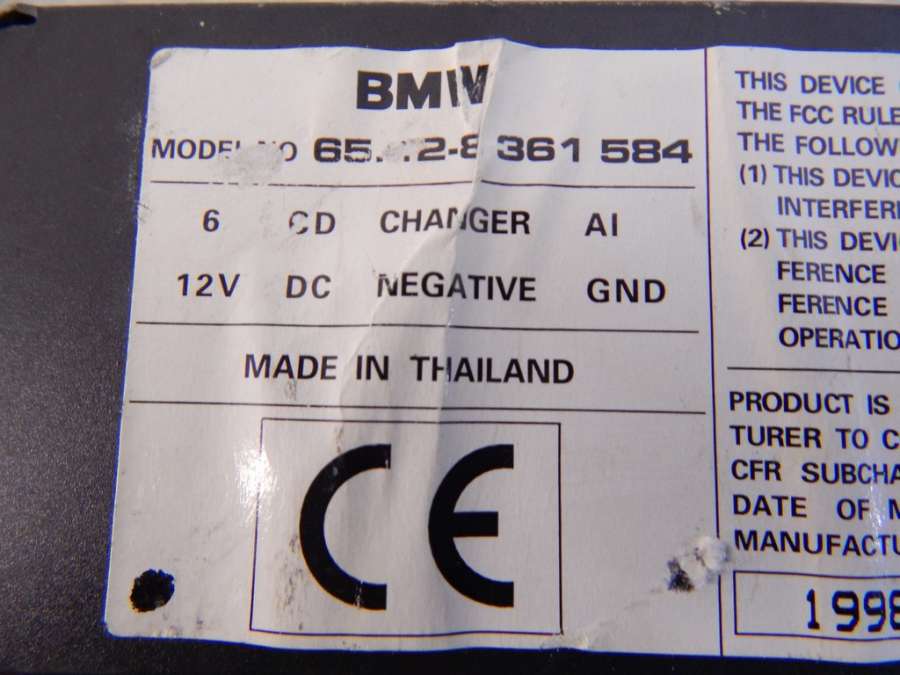 BMW
MODEL NO 65.12-8 361 584
6 CD CHANGER AI
12V DC NEGATIVE GND
MADE IN THAILAND
CE
THIS DEVICE
THE FCC RULE
THE FOLLOW
(1) THIS DEVIC
INTERFER
(2) THIS DEVI
FERENCE
FERENCE
OPERATIO
PRODUCT IS
TURER TO C
CFR SUBCHA
DATE OF M
MANUFACTU
1998